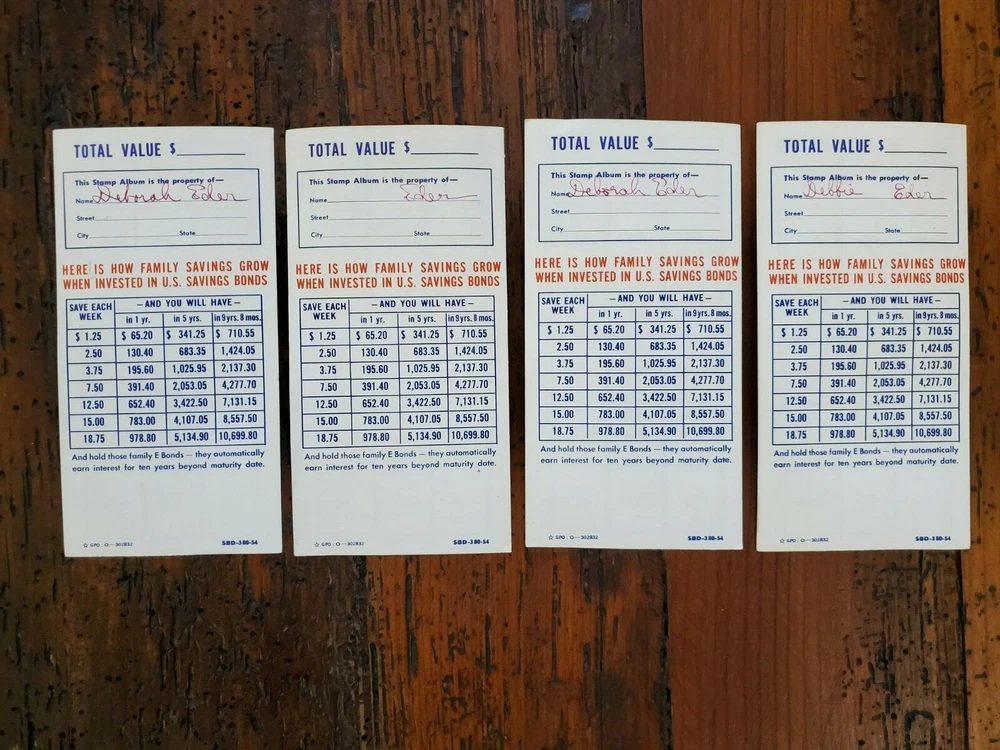 TOTAL VALUE $
This Stamp Album is the property of—
Name Deborah Eder
Street
City State
HERE IS HOW FAMILY SAVINGS GROW
WHEN INVESTED IN U.S. SAVINGS BONDS
SAVE EACH WEEK —AND YOU WILL HAVE—
in 1 yr. in 5 yrs. in 9 yrs. 8 mos.
$ 1.25 $ 65.20 $ 341.25 $ 710.55
2.50 130.40 683.35 1,424.05
3.75 195.60 1,025.95 2,137.30
7.50 391.40 2,053.05 4,277.70
12.50 652.40 3,422.50 7,131.15
15.00 783.00 4,107.05 8,557.50
18.75 978.80 5,134.90 10,699.80
And hold those family E Bonds — they automatically
earn interest for ten years beyond maturity date.
☆ GPO : O—302832 SBD-380-54
TOTAL VALUE $
This Stamp Album is the property of—
Name Eder
Street
City State
HERE IS HOW FAMILY SAVINGS GROW
WHEN INVESTED IN U.S. SAVINGS BONDS
SAVE EACH WEEK —AND YOU WILL HAVE—
in 1 yr. in 5 yrs. in 9 yrs. 8 mos.
$ 1.25 $ 65.20 $ 341.25 $ 710.55
2.50 130.40 683.35 1,424.05
3.75 195.60 1,025.95 2,137.30
7.50 391.40 2,053.05 4,277.70
12.50 652.40 3,422.50 7,131.15
15.00 783.00 4,107.05 8,557.50
18.75 978.80 5,134.90 10,699.80
And hold those family E Bonds — they automatically
earn interest for ten years beyond maturity date.
☆ GPO : O—302832 SBD-380-54
TOTAL VALUE $
This Stamp Album is the property of—
Name Deborah Eder
Street
City State
HERE IS HOW FAMILY SAVINGS GROW
WHEN INVESTED IN U.S. SAVINGS BONDS
SAVE EACH WEEK —AND YOU WILL HAVE—
in 1 yr. in 5 yrs. in 9 yrs. 8 mos.
$ 1.25 $ 65.20 $ 341.25 $ 710.55
2.50 130.40 683.35 1,424.05
3.75 195.60 1,025.95 2,137.30
7.50 391.40 2,053.05 4,277.70
12.50 652.40 3,422.50 7,131.15
15.00 783.00 4,107.05 8,557.50
18.75 978.80 5,134.90 10,699.80
And hold those family E Bonds — they automatically
earn interest for ten years beyond maturity date.
☆ GPO : O—302832 SBD-380-54
TOTAL VALUE $
This Stamp Album is the property of—
Name Debbie Eder
Street
City State
HERE IS HOW FAMILY SAVINGS GROW
WHEN INVESTED IN U.S. SAVINGS BONDS
SAVE EACH WEEK —AND YOU WILL HAVE—
in 1 yr. in 5 yrs. in 9 yrs. 8 mos.
$ 1.25 $ 65.20 $ 341.25 $ 710.55
2.50 130.40 683.35 1,424.05
3.75 195.60 1,025.95 2,137.30
7.50 391.40 2,053.05 4,277.70
12.50 652.40 3,422.50 7,131.15
15.00 783.00 4,107.05 8,557.50
18.75 978.80 5,134.90 10,699.80
And hold those family E Bonds — they automatically
earn interest for ten years beyond maturity date.
☆ GPO : O—302832 SBD-380-54